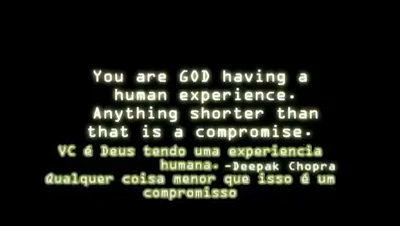 You are GOD having a
human experience.
Anything shorter than
that is a compromise.
VC é Deus tendo uma experiencia
humana. -Deepak Chopra
Qualquer coisa menor que isso é um
compromisso